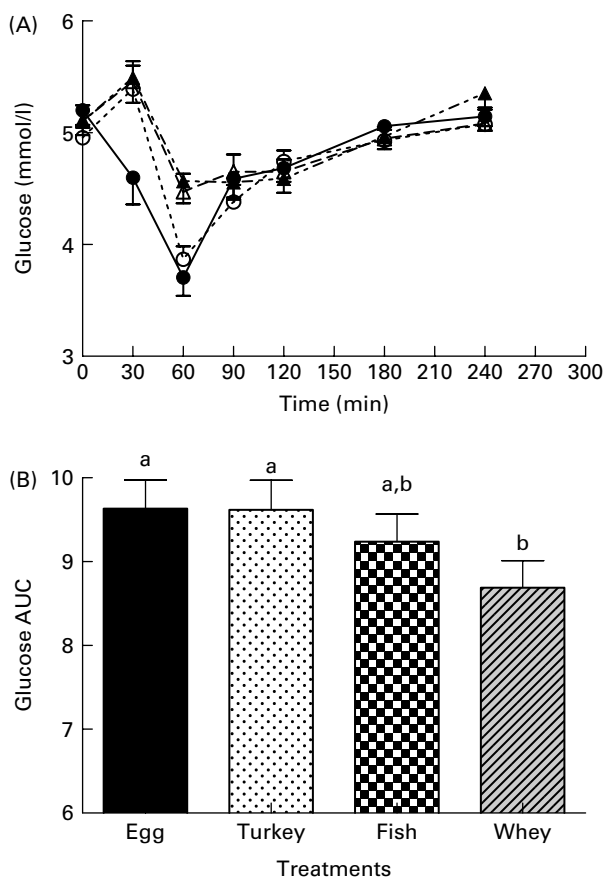 (A)
6
5
4
3
Glucose (mmol/l)
0 30 60 90 120 150 180 210 240 270 300
Time (min)
(B)
10
9
8
7
6
Glucose AUC
a
a
a,b
b
Egg Turkey Fish Whey
Treatments